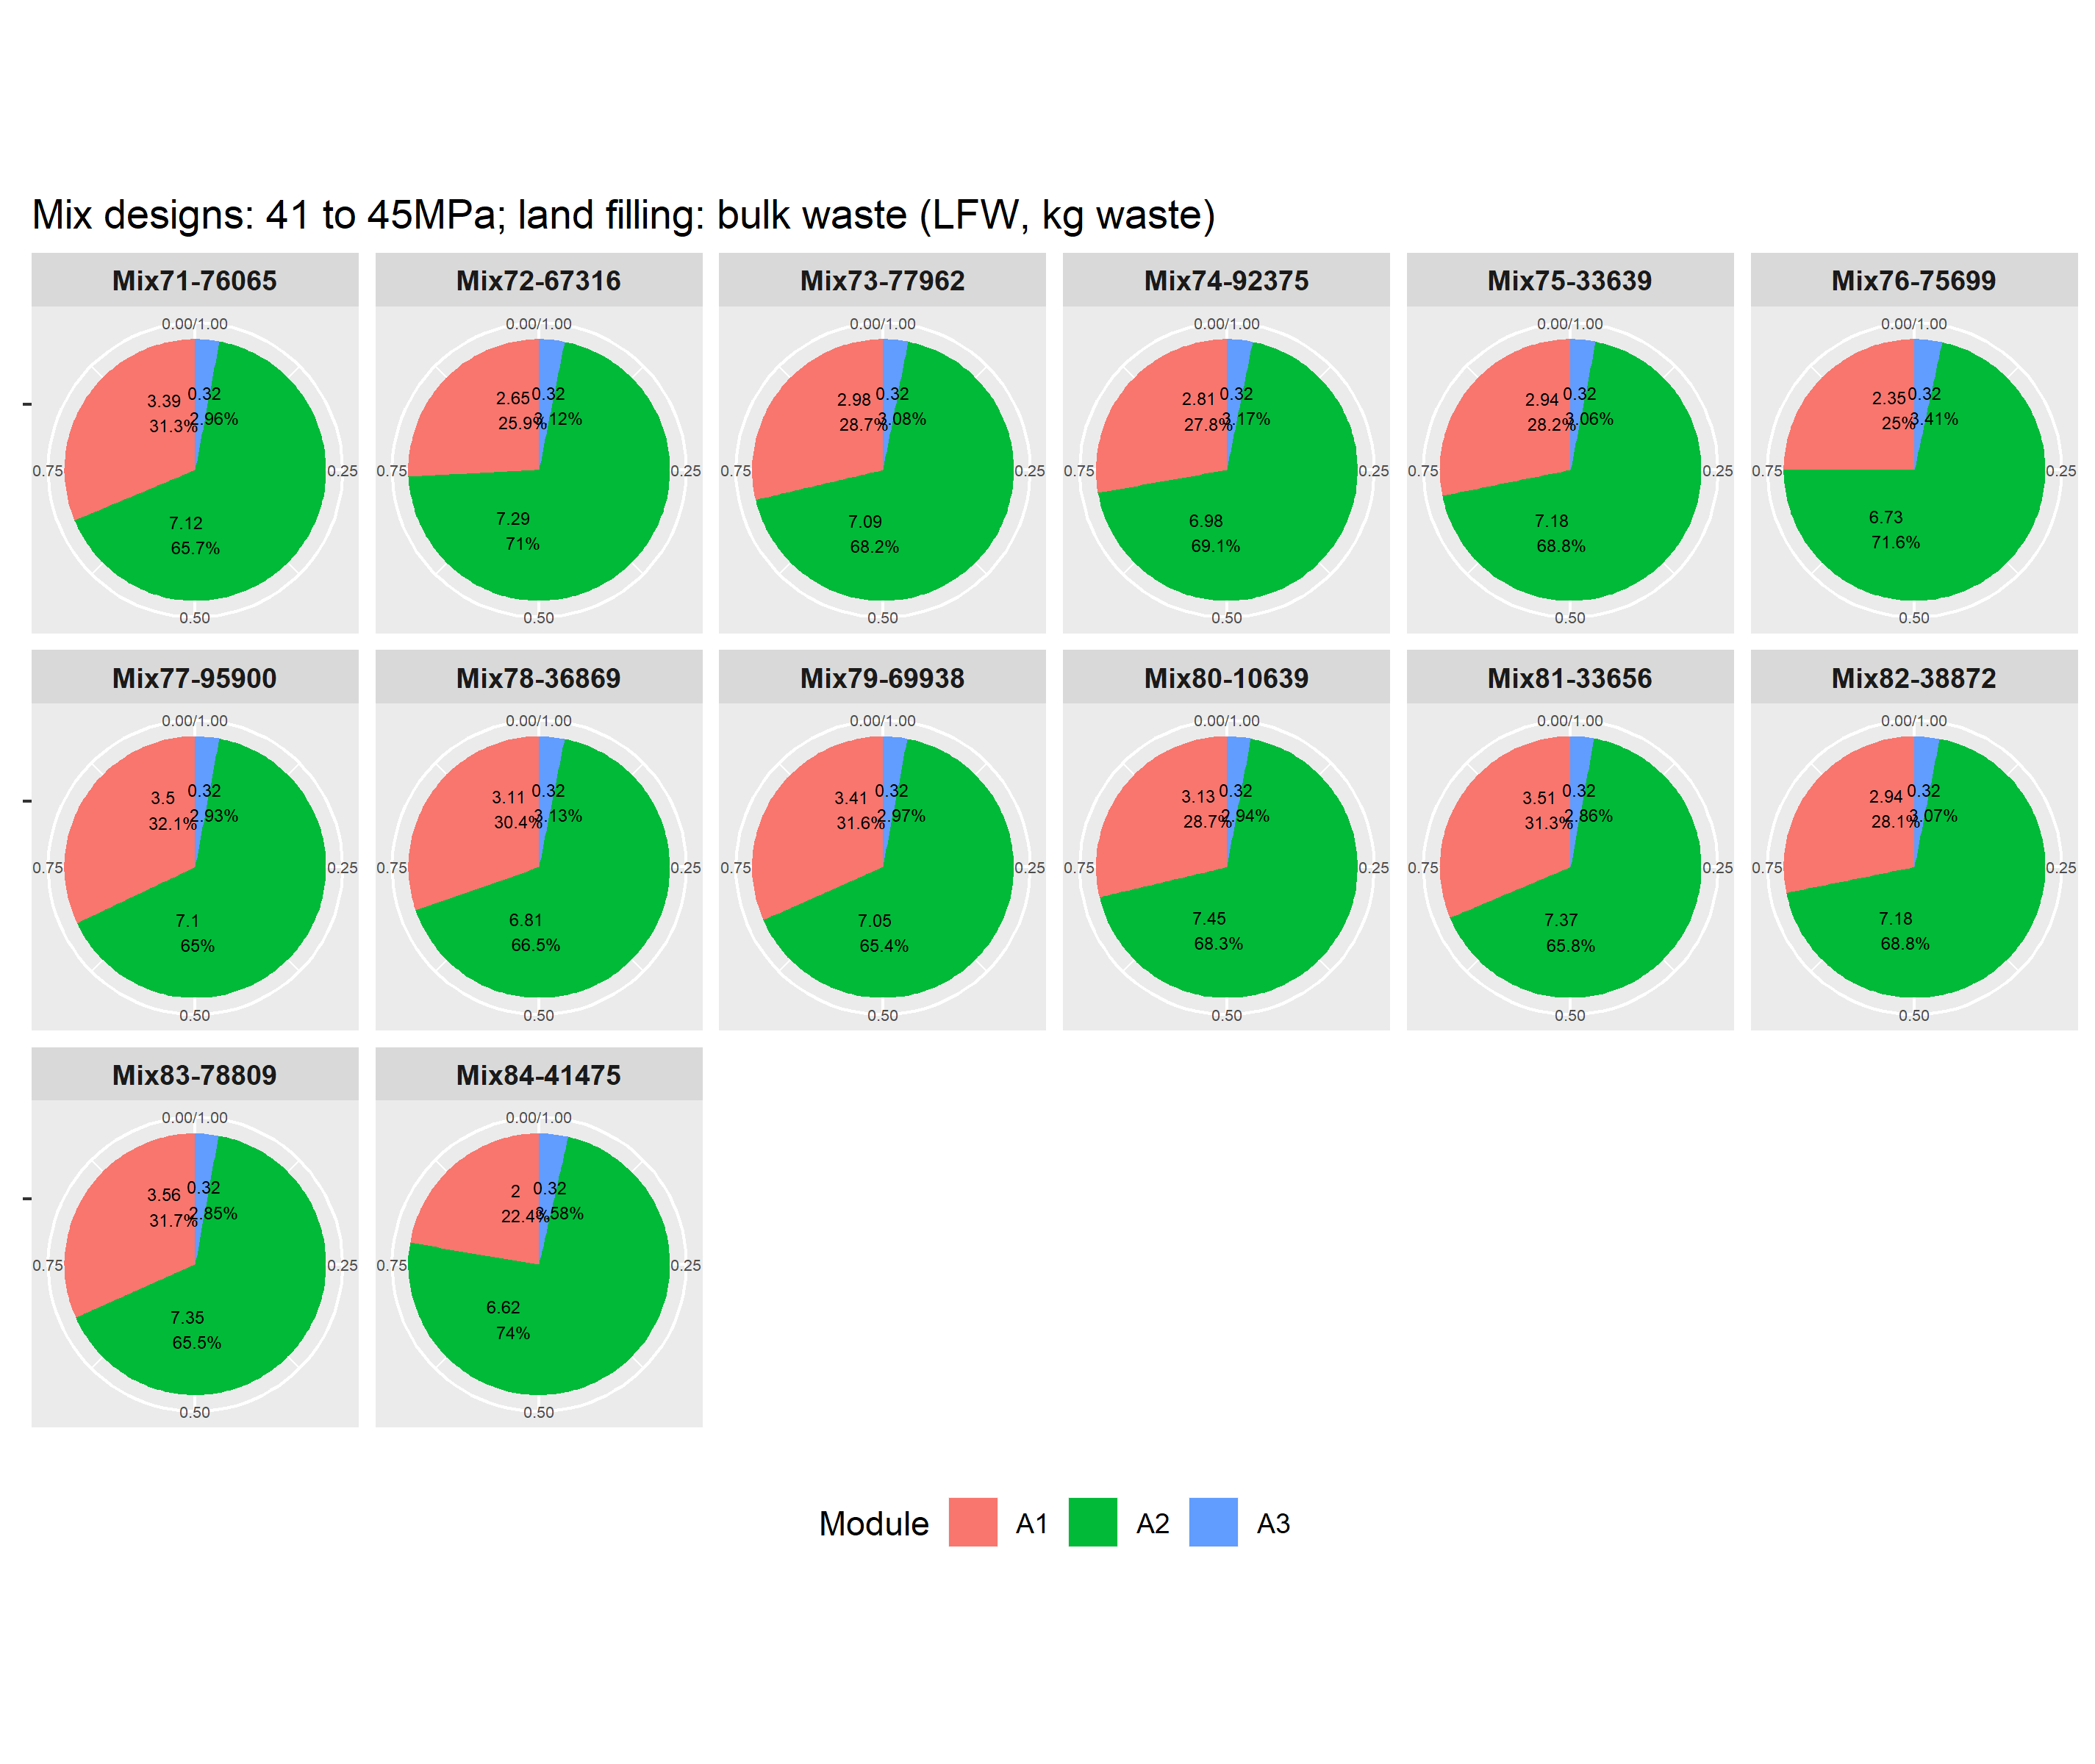 Mix designs: 41 to 45MPa; land filling: bulk waste (LFW, kg waste)
Mix71-76065 Mix72-67316 Mix73-77962 Mix74-92375 Mix75-33639 Mix76-75699
0.00/1.00 0.00/1.00 0.00/1.00 0.00/1.00 0.00/1.00 0.00/1.00
3.39 0.32 2.65 0.32 2.98 0.32 2.81 0.32 2.94 0.32 2.35 0.32
31.3% 2.96% 25.9% 3.12% 28.7% 3.08% 27.8% 3.17% 28.2% 3.06% 25% 3.41%
0.75 0.25 0.75 0.25 0.75 0.25 0.75 0.25 0.75 0.25 0.75 0.25
7.12 7.29 7.09 6.98 7.18 6.73
65.7% 71% 68.2% 69.1% 68.8% 71.6%
0.50 0.50 0.50 0.50 0.50 0.50
Mix77-95900 Mix78-36869 Mix79-69938 Mix80-10639 Mix81-33656 Mix82-38872
0.00/1.00 0.00/1.00 0.00/1.00 0.00/1.00 0.00/1.00 0.00/1.00
3.5 0.32 3.11 0.32 3.41 0.32 3.13 0.32 3.51 0.32 2.94 0.32
32.1% 2.93% 30.4% 3.13% 31.6% 2.97% 28.7% 2.94% 31.3% 2.86% 28.1% 3.07%
0.75 0.25 0.75 0.25 0.75 0.25 0.75 0.25 0.75 0.25 0.75 0.25
7.1 6.81 7.05 7.45 7.37 7.18
65% 66.5% 65.4% 68.3% 65.8% 68.8%
0.50 0.50 0.50 0.50 0.50 0.50
Mix83-78809 Mix84-41475
0.00/1.00 0.00/1.00
3.56 0.32 2 0.32
31.7% 2.85% 22.4% 3.58%
0.75 0.25 0.75 0.25
7.35 6.62
65.5% 74%
0.50 0.50
Module A1 A2 A3